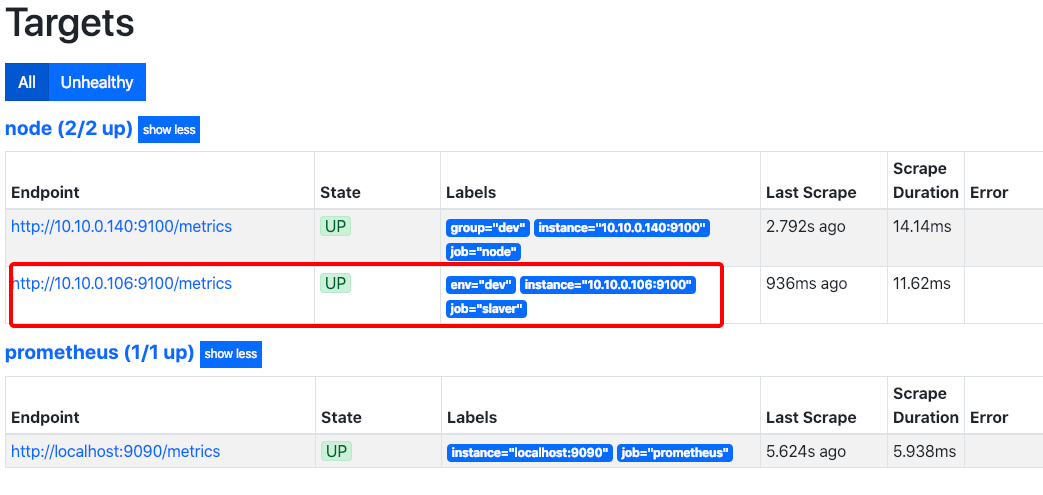 Targets
All Unhealthy
node (2/2 up) show less
Endpoint State Labels Last Scrape Scrape Duration Error
http://10.10.0.140:9100/metrics UP group="dev" instance="10.10.0.140:9100" 2.792s ago 14.14ms
job="node"
http://10.10.0.106:9100/metrics UP env="dev" instance="10.10.0.106:9100" 936ms ago 11.62ms
job="slaver"
prometheus (1/1 up) show less
Endpoint State Labels Last Scrape Scrape Duration Error
http://localhost:9090/metrics UP instance="localhost:9090" job="prometheus" 5.624s ago 5.938ms